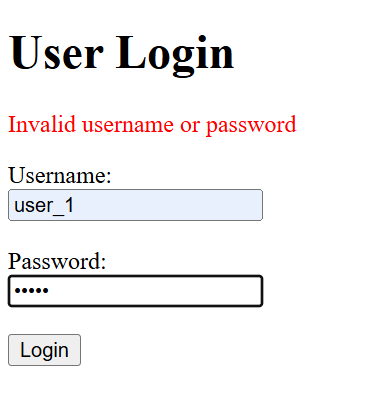 User Login
Invalid username or password
Username:
user_1
Password:
•••••
Login